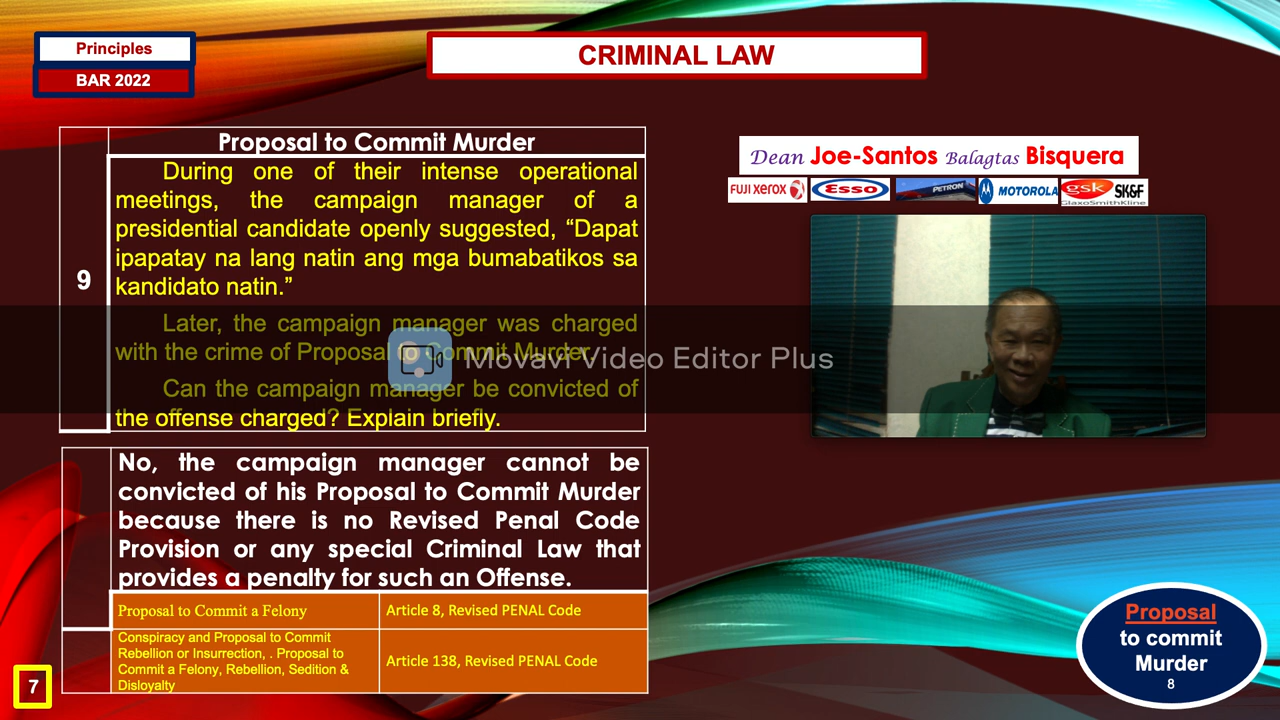 Principles
BAR 2022
CRIMINAL LAW
Proposal to Commit Murder
9
During one of their intense operational
meetings, the campaign manager of a
presidential candidate openly suggested, “Dapat
ipapatay na lang natin ang mga bumabatikos sa
kandidato natin.”
Later, the campaign manager was charged
with the crime of Proposal to Commit Murder.
Can the campaign manager be convicted of
the offense charged? Explain briefly.
No, the campaign manager cannot be
convicted of his Proposal to Commit Murder
because there is no Revised Penal Code
Provision or any special Criminal Law that
provides a penalty for such an Offense.
Proposal to Commit a Felony
Article 8, Revised PENAL Code
Conspiracy and Proposal to Commit
Rebellion or Insurrection, . Proposal to
Commit a Felony, Rebellion, Sedition &
Disloyalty
Article 138, Revised PENAL Code
7
Dean Joe-Santos Balagtas Bisquera
FUJI XEROX
Esso
PETRON
MOTOROLA
gsk SK&F
GlaxoSmithKline
Movavi Video Editor Plus
Proposal
to commit
Murder
8